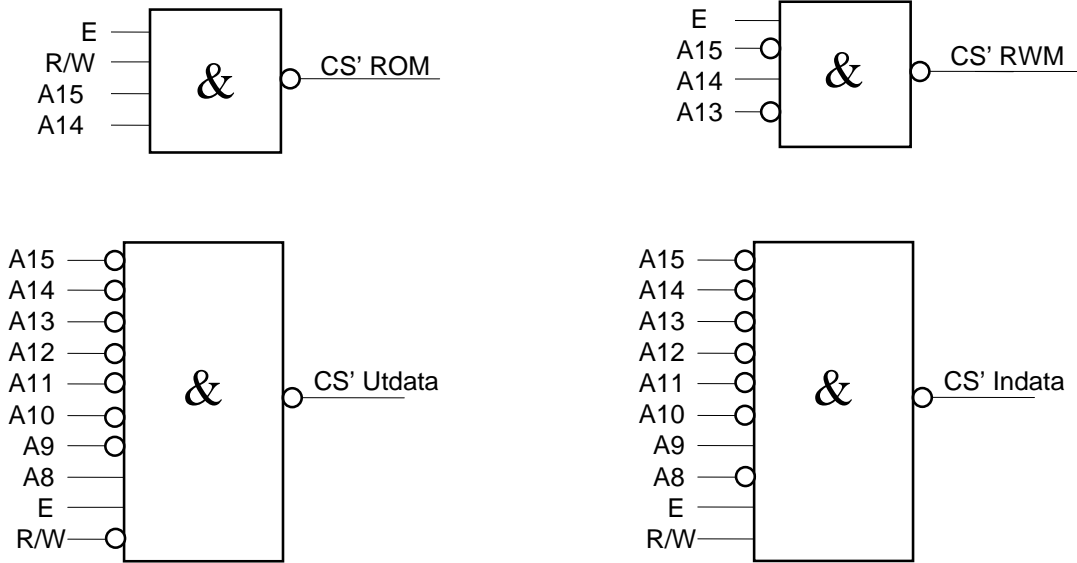 E
R/W
A15
A14
&
CS’ ROM
E
A15
A14
A13
&
CS’ RWM
A15
A14
A13
A12
A11
A10
A9
A8
E
R/W
&
CS’ Utdata
A15
A14
A13
A12
A11
A10
A9
A8
E
R/W
&
CS’ Indata